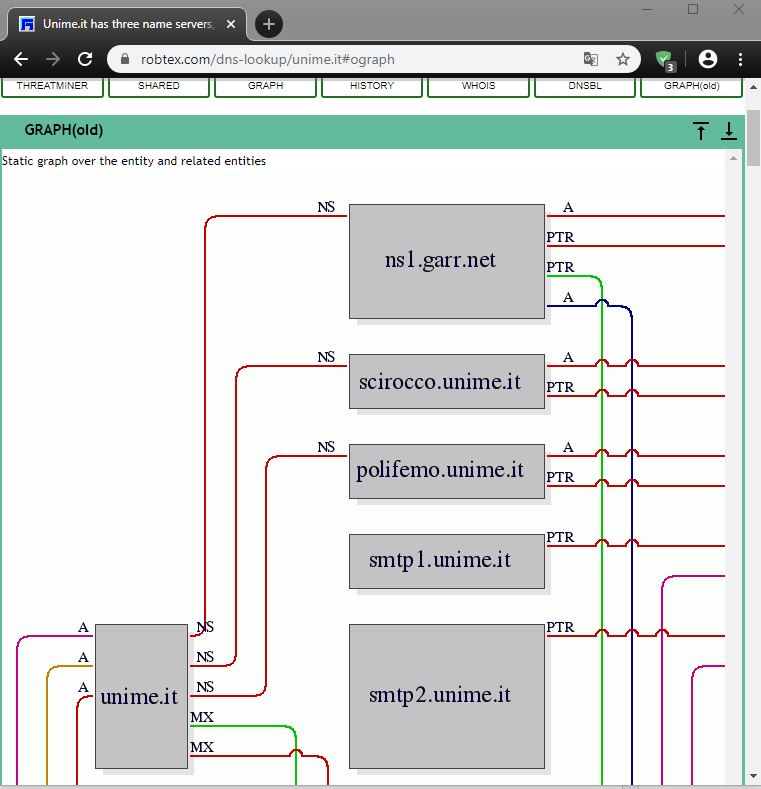 Unime.it has three name servers,
robtex.com/dns-lookup/unime.it#ograph
3
THREATMINER SHARED GRAPH HISTORY WHOIS DNSBL GRAPH(old)
GRAPH(old)
Static graph over the entity and related entities
NS A
PTR
ns1.garr.net
PTR
A
NS A
scirocco.unime.it
PTR
NS A
polifemo.unime.it
PTR
PTR
smtp1.unime.it
A NS PTR
A NS
A NS
unime.it smtp2.unime.it
MX
MX